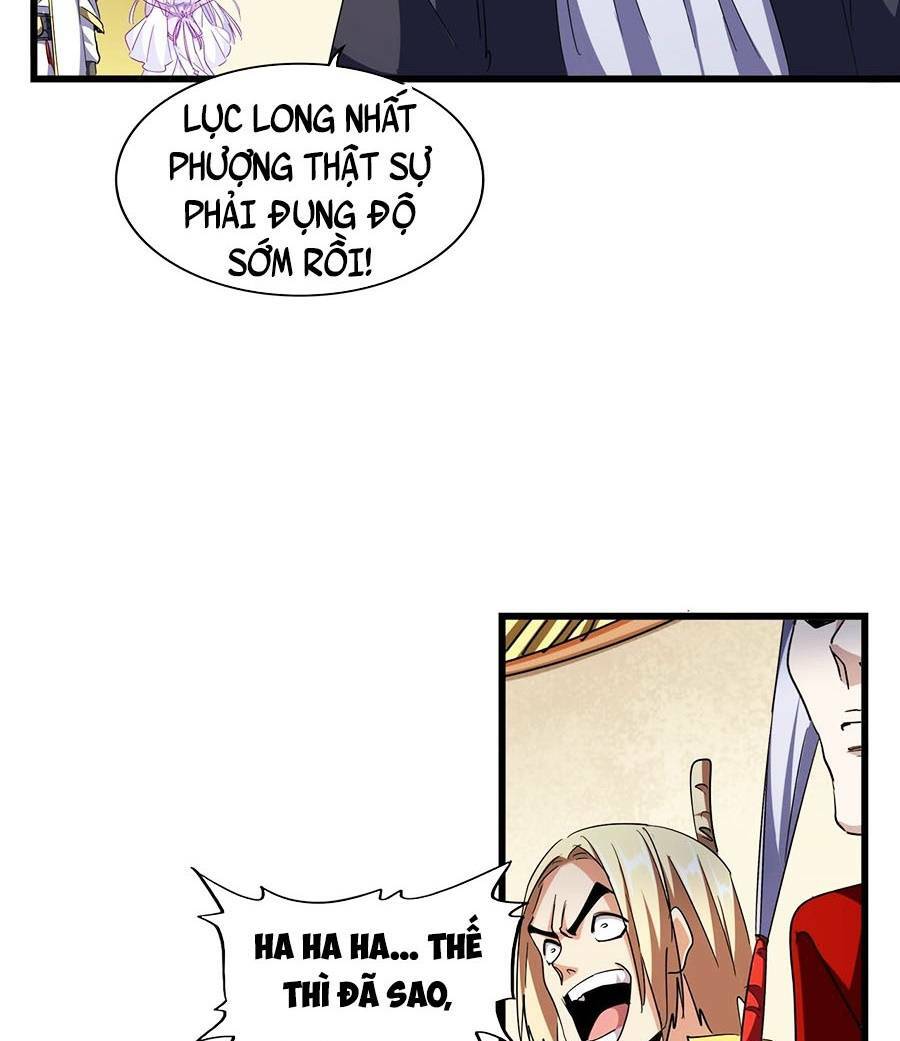 LỤC LONG NHẤT
PHƯỢNG THẬT SỰ
PHẢI ĐỤNG ĐỘ
SỚM RỒI!
HA HA HA... THẾ
THÌ ĐÃ SAO,